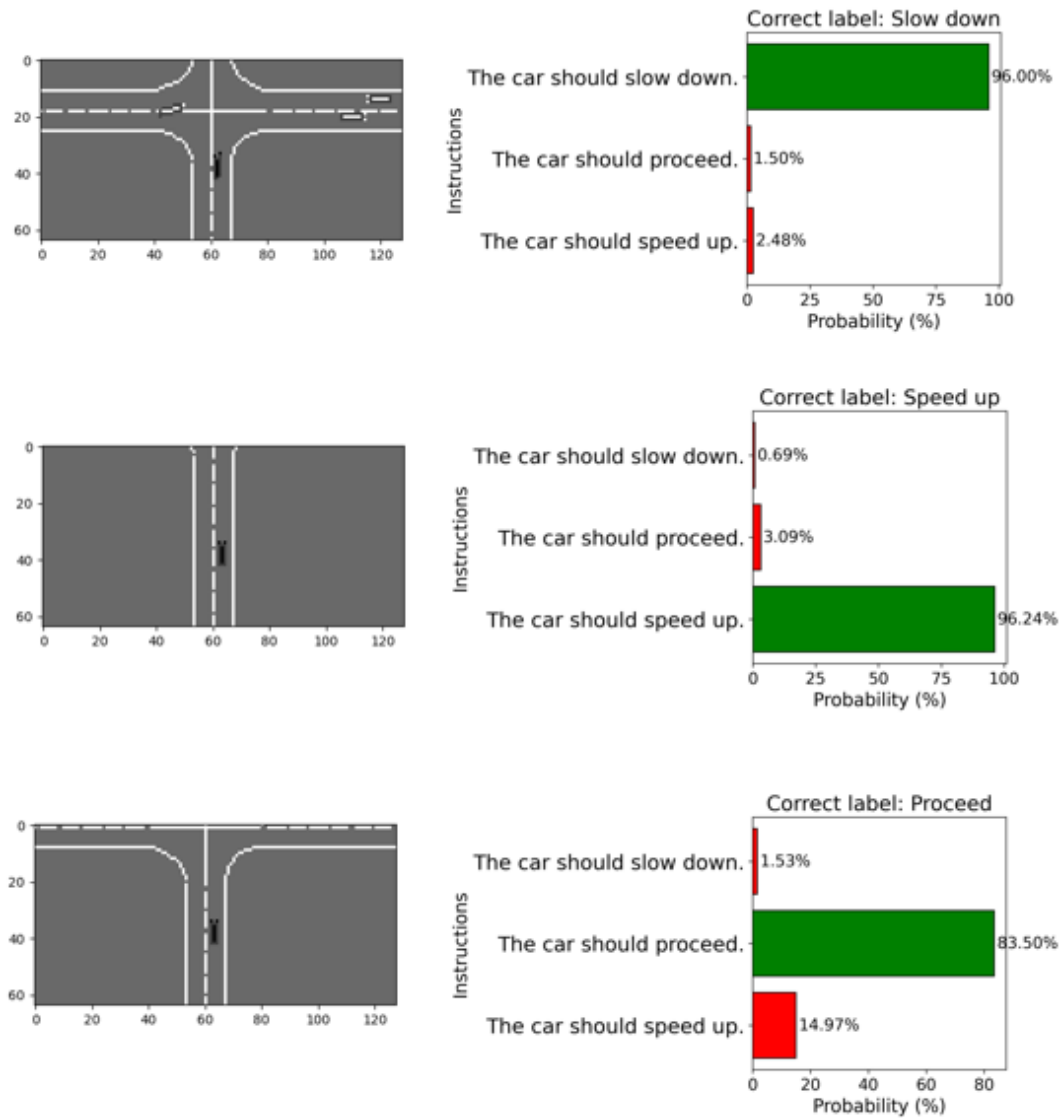 Correct label: Slow down
0
20
40
60
0 20 40 60 80 100 120
Instructions
The car should slow down. 96.00%
The car should proceed. 1.50%
The car should speed up. 2.48%
0 25 50 75 100
Probability (%)
Correct label: Speed up
0
20
40
60
0 20 40 60 80 100 120
Instructions
The car should slow down. 0.69%
The car should proceed. 3.09%
The car should speed up. 96.24%
0 25 50 75 100
Probability (%)
Correct label: Proceed
0
20
40
60
0 20 40 60 80 100 120
Instructions
The car should slow down. 1.53%
The car should proceed. 83.50%
The car should speed up. 14.97%
0 20 40 60 80
Probability (%)